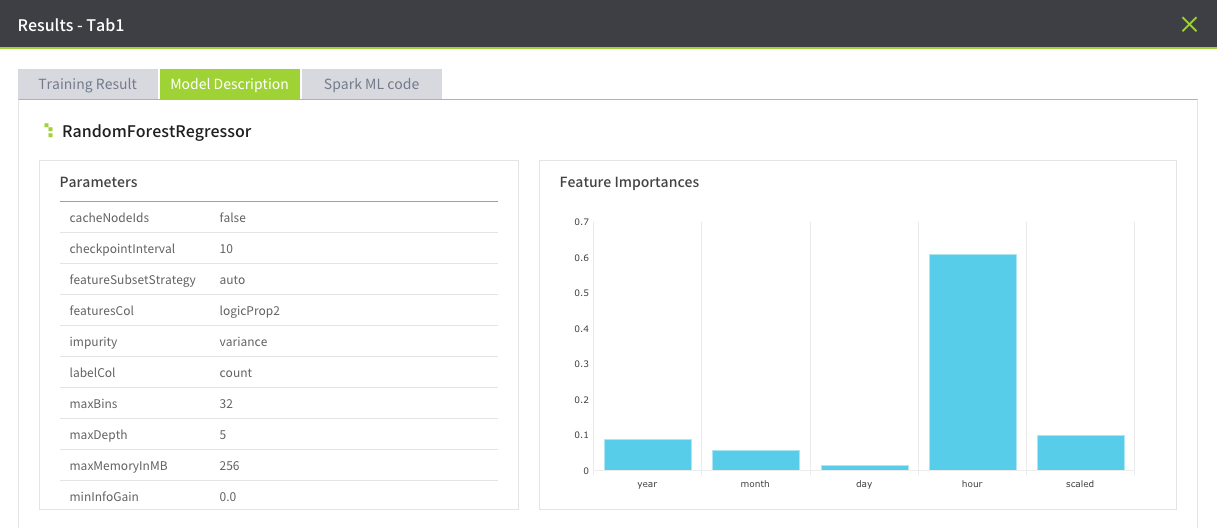 Results - Tab1
Training Result
Model Description
Spark ML code
RandomForestRegressor
Parameters
cacheNodeIds false
checkpointInterval 10
featureSubsetStrategy auto
featuresCol logicProp2
impurity variance
labelCol count
maxBins 32
maxDepth 5
maxMemoryInMB 256
minInfoGain 0.0
Feature Importances
0.7
0.6
0.5
0.4
0.3
0.2
0.1
0
year month day hour scaled